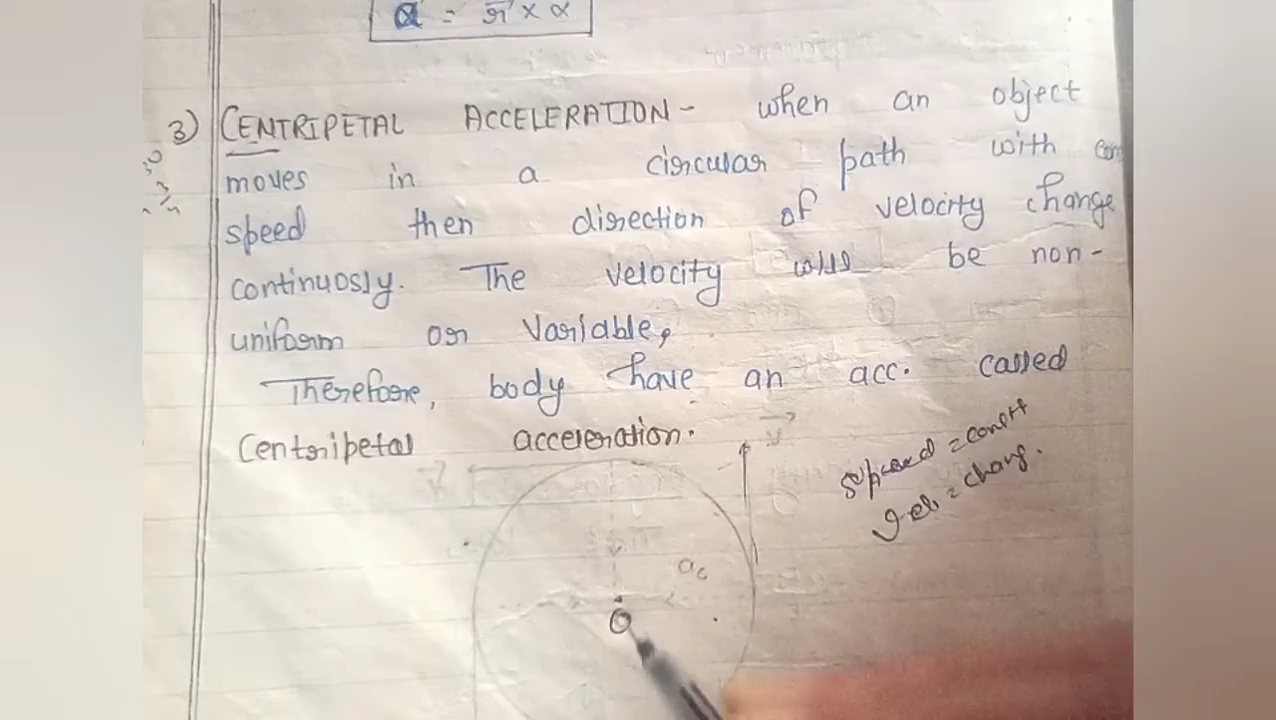 a = r × α
3) CENTRIPETAL ACCELERATION - when an object
moves in a circular path with con
speed then direction of velocity change
continuosly. The velocity will be non-
uniform or variable,
Therefore, body have an acc. called
Centripetal acceleration.
v
v
speed = constt
vel = chang.
ac
O